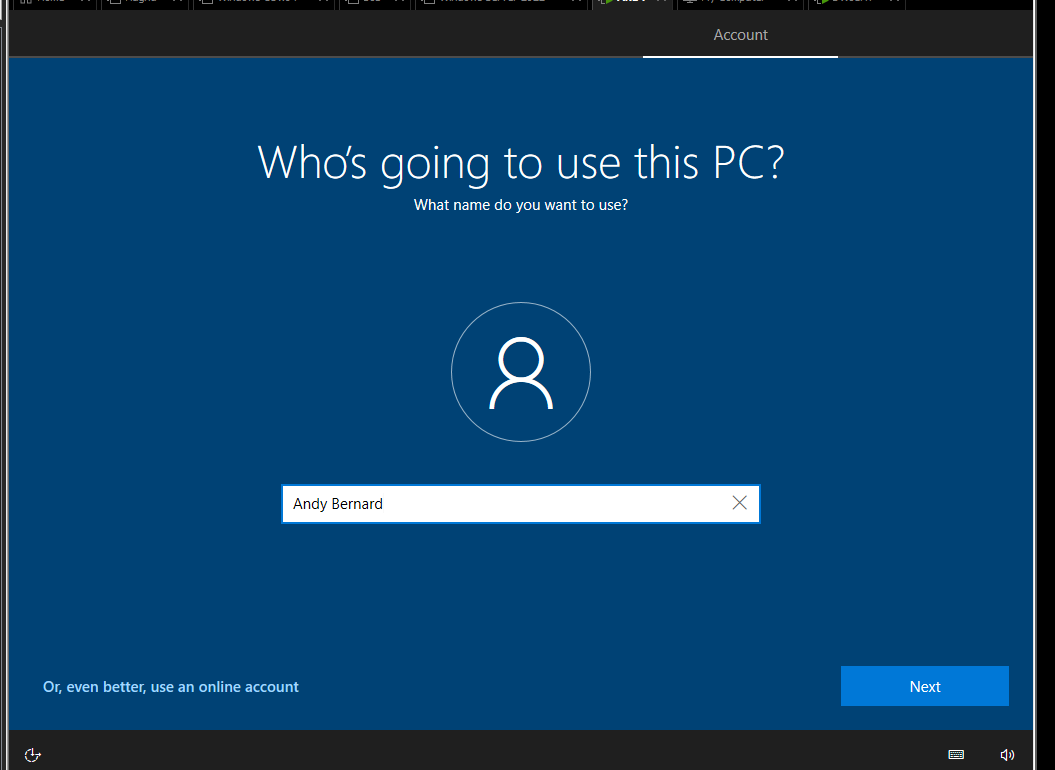 Account
Who's going to use this PC?
What name do you want to use?
Andy Bernard
Or, even better, use an online account
Next